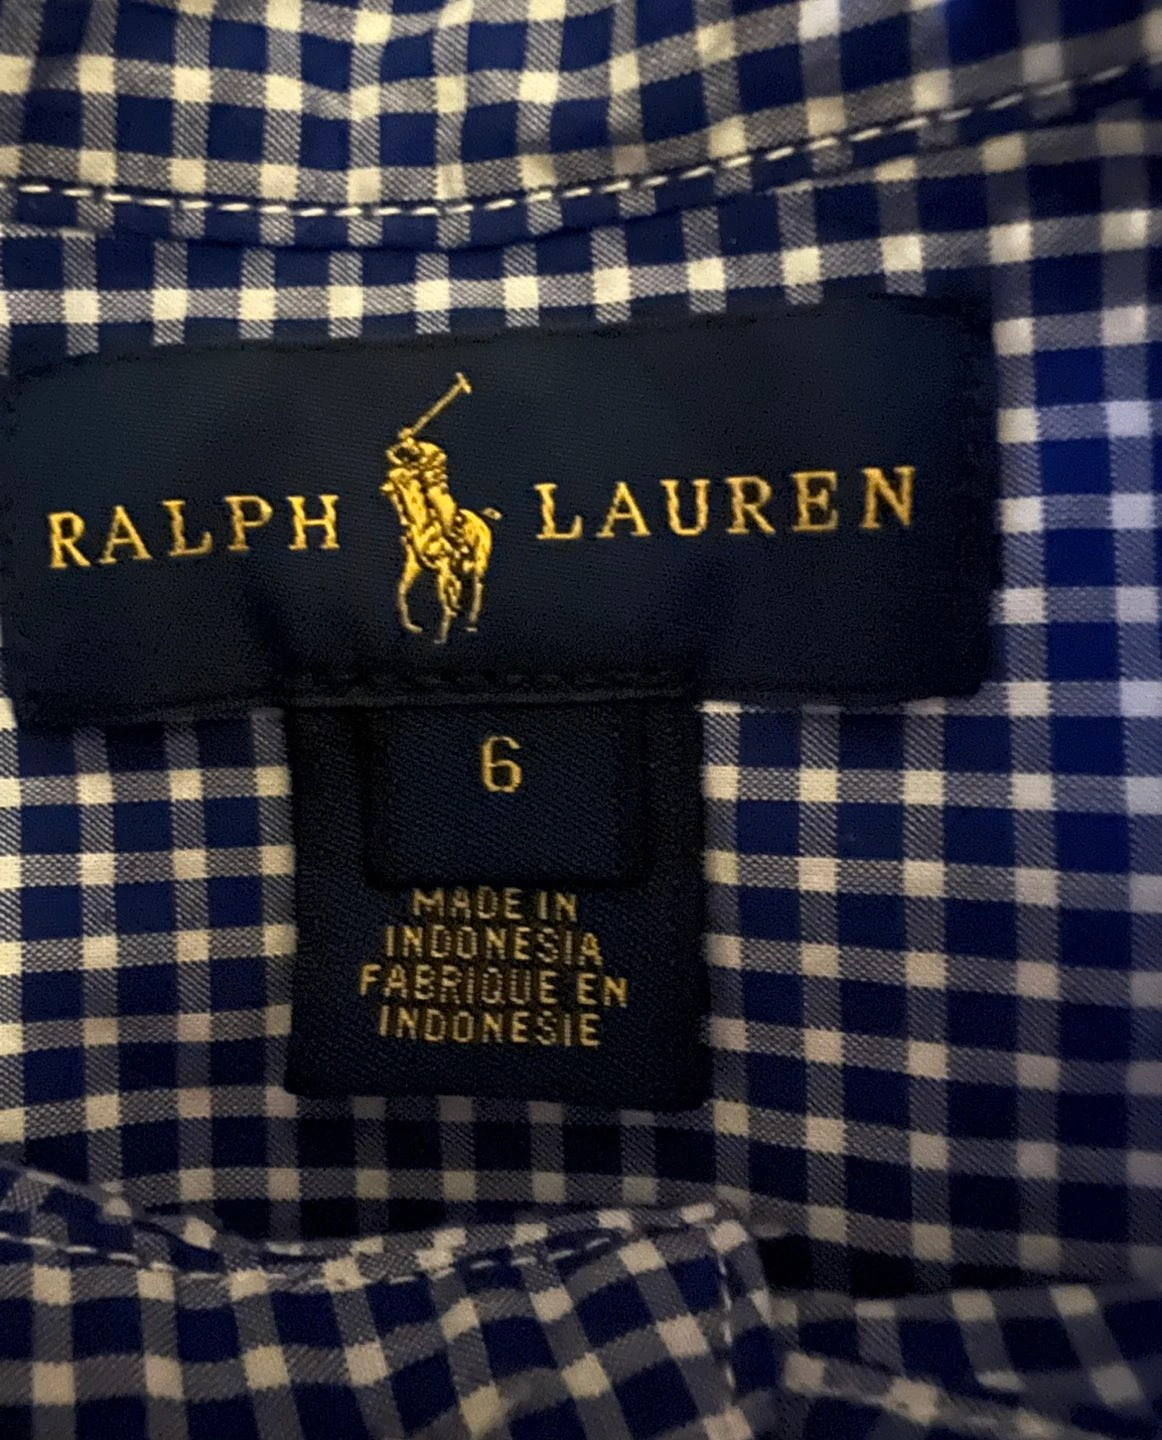 RALPH LAUREN
6
MADE IN
INDONESIA
FABRIQUE EN
INDONESIE